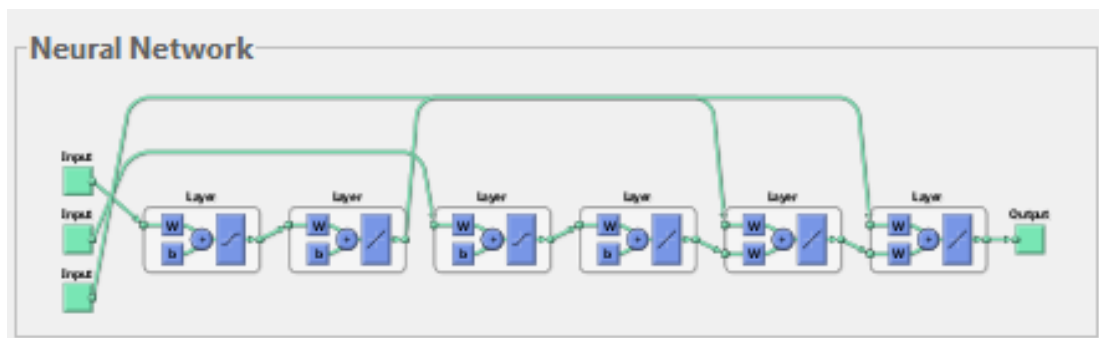 Neural Network
Input
Layer Layer Layer Layer Layer Layer
Input
Output
Input
W W W W W W
b b b b W W